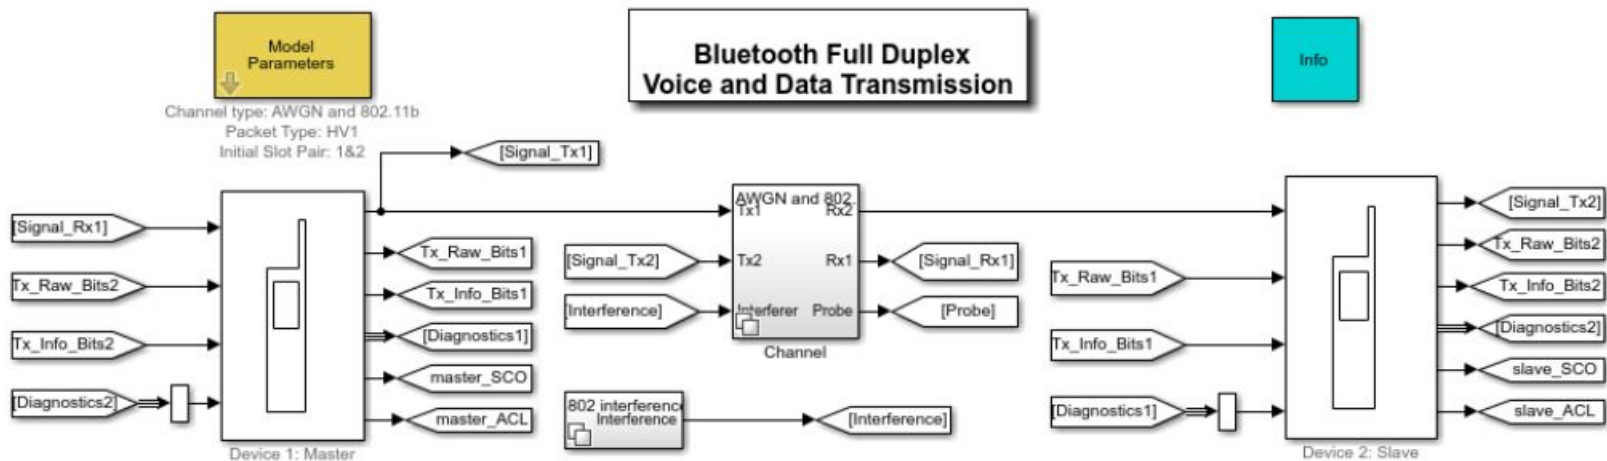 Model
Parameters
Channel type: AWGN and 802.11b
Packet Type: HV1
Initial Slot Pair: 1&2
Bluetooth Full Duplex
Voice and Data Transmission
Info
[Signal_Tx1]
[Signal_Rx1]
Tx_Raw_Bits2
Tx_Info_Bits2
[Diagnostics2]
Device 1: Master
Tx_Raw_Bits1
Tx_Info_Bits1
[Diagnostics1]
master_SCO
master_ACL
[Signal_Tx2]
[Interference]
AWGN and 802.
Tx1 Rx2
Tx2 Rx1
Interferer Probe
Channel
[Signal_Rx1]
[Probe]
802 interference
Interference
[Interference]
Tx_Raw_Bits1
Tx_Info_Bits1
[Diagnostics1]
Device 2: Slave
[Signal_Tx2]
Tx_Raw_Bits2
Tx_Info_Bits2
[Diagnostics2]
slave_SCO
slave_ACL